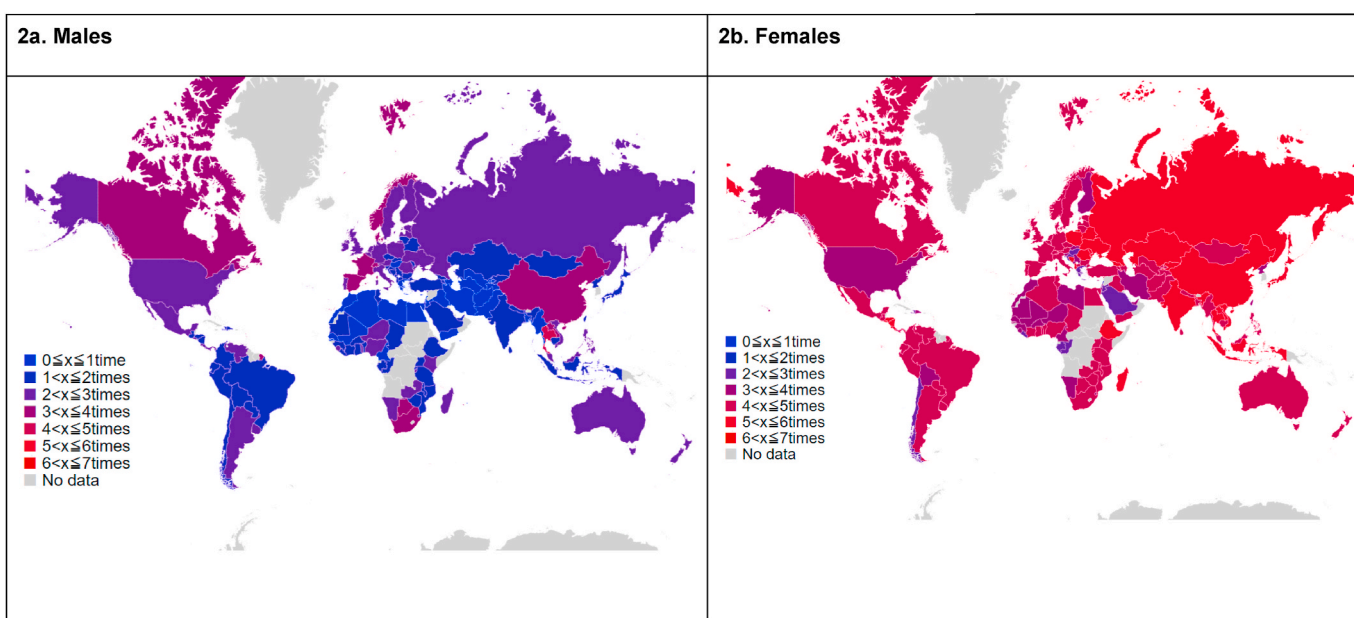 2a. Males
0≦x≦1time
1<x≦2times
2<x≦3times
3<x≦4times
4<x≦5times
5<x≦6times
6<x≦7times
No data
2b. Females
0≦x≦1time
1<x≦2times
2<x≦3times
3<x≦4times
4<x≦5times
5<x≦6times
6<x≦7times
No data